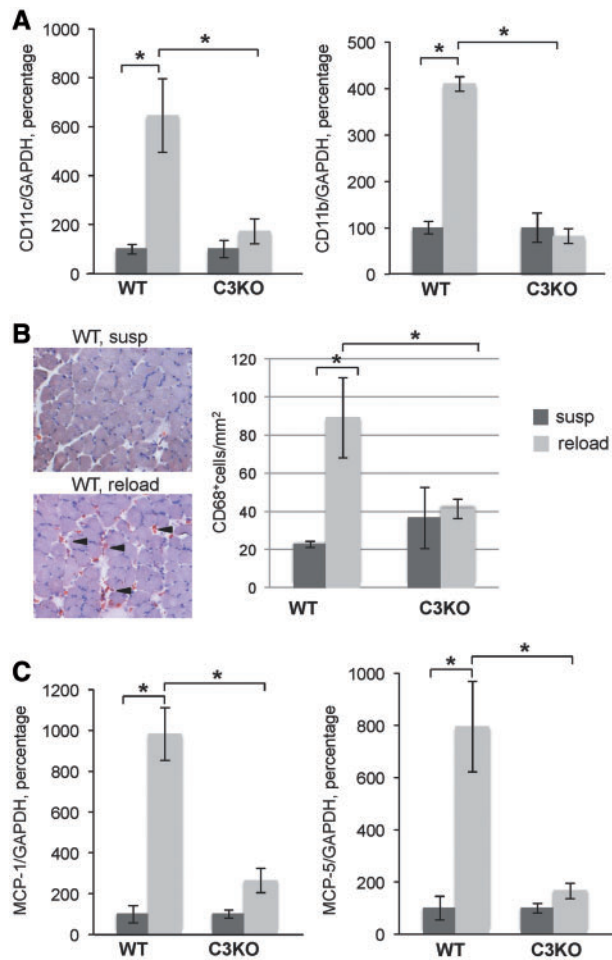 A
CD11c/GAPDH, percentage
1000
800
600
400
200
0
*
*
WT
C3KO
CD11b/GAPDH, percentage
500
400
300
200
100
0
*
*
WT
C3KO
B
WT, susp
WT, reload
CD68+cells/mm²
120
100
80
60
40
20
0
*
*
WT
C3KO
susp
reload
C
MCP-1/GAPDH, percentage
1200
1000
800
600
400
200
0
*
*
WT
C3KO
MCP-5/GAPDH, percentage
1000
800
600
400
200
0
*
*
WT
C3KO